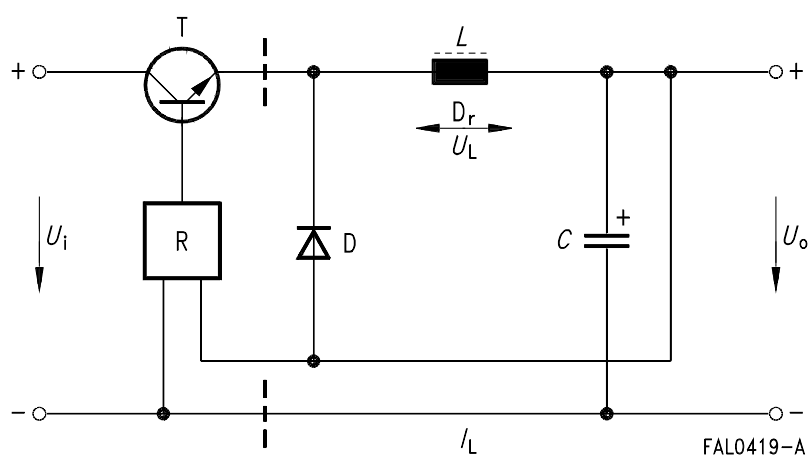 T
L
+
+
Dr
UL
Ui
R
D
C
+
Uo
−
−
IL
FAL0419-A